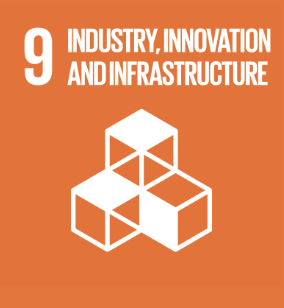 9 INDUSTRY, INNOVATION
AND INFRASTRUCTURE